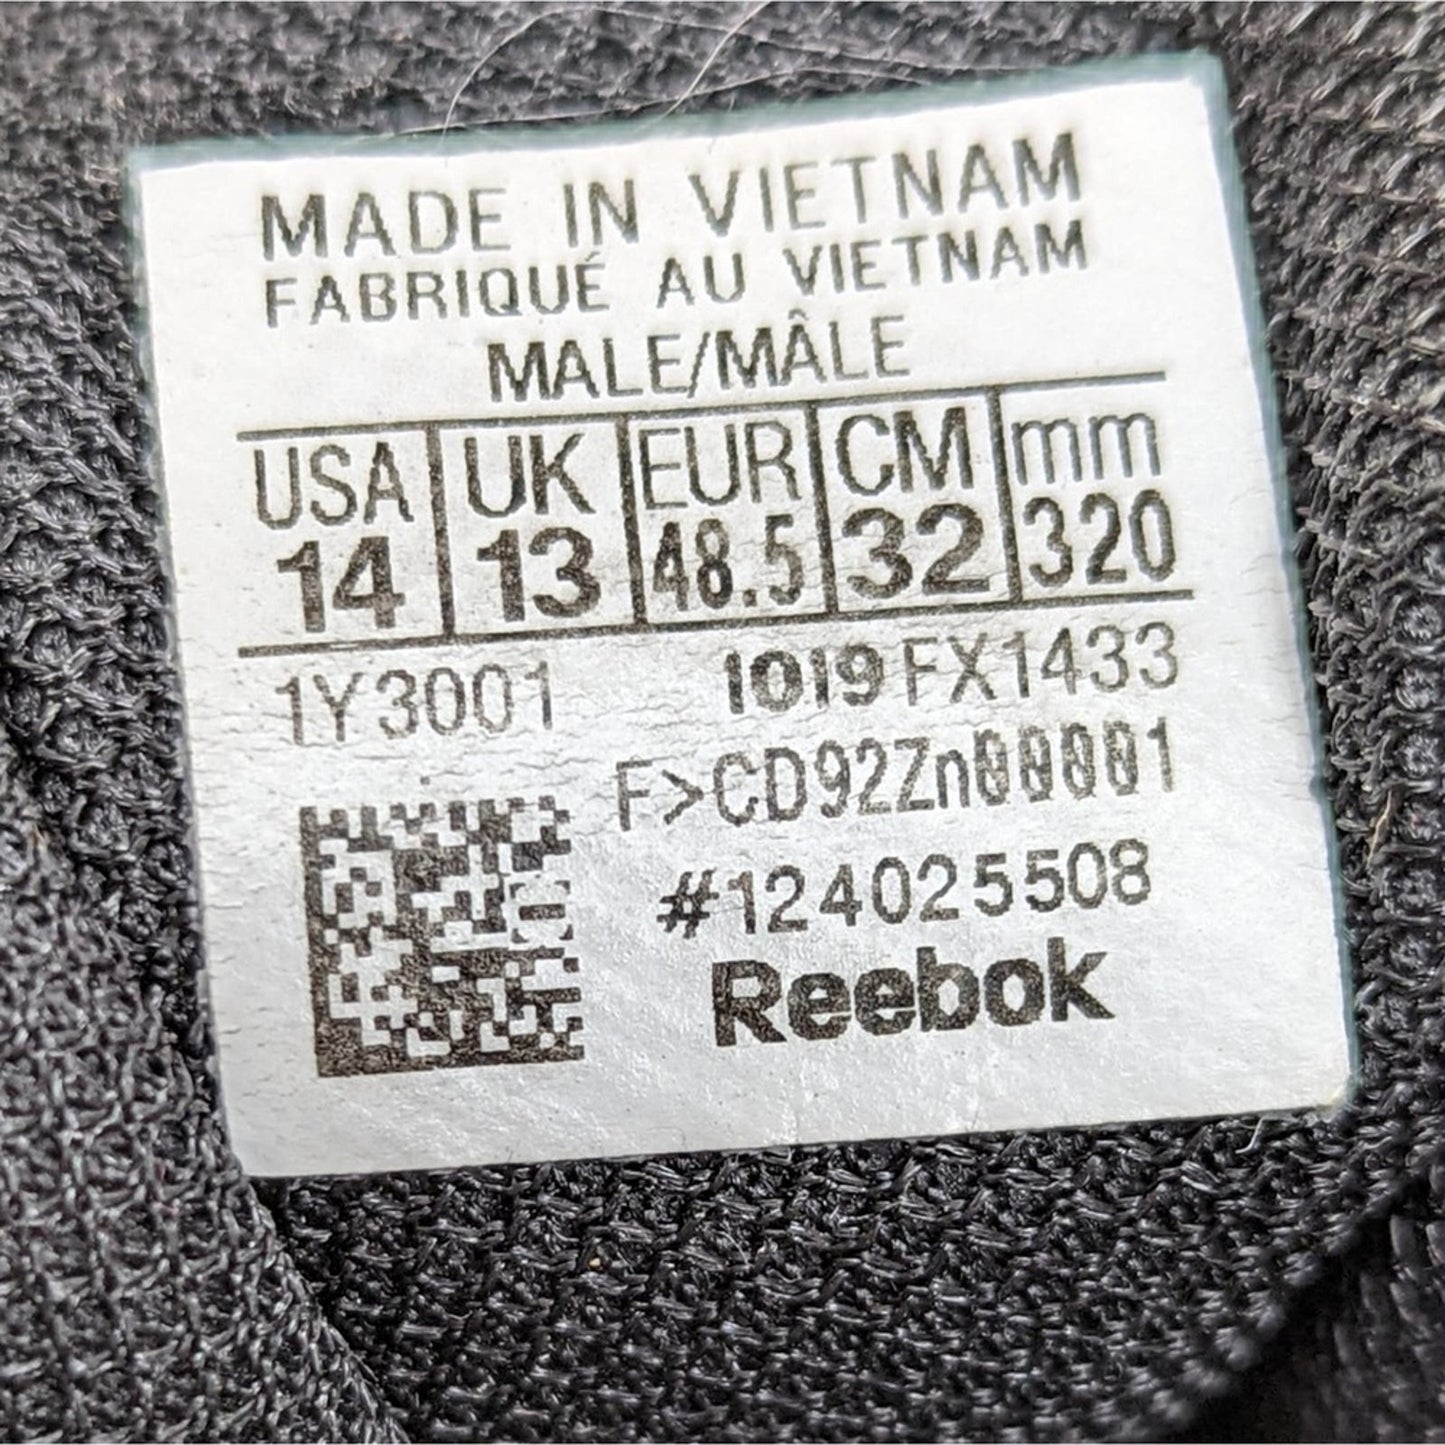 MADE IN VIETNAM
FABRIQUÉ AU VIETNAM
MALE/MÂLE
USA UK EUR CM mm
14 13 48.5 32 320
1Y3001 1019 FX1433
F>CD92Zn00001
#124025508
Reebok